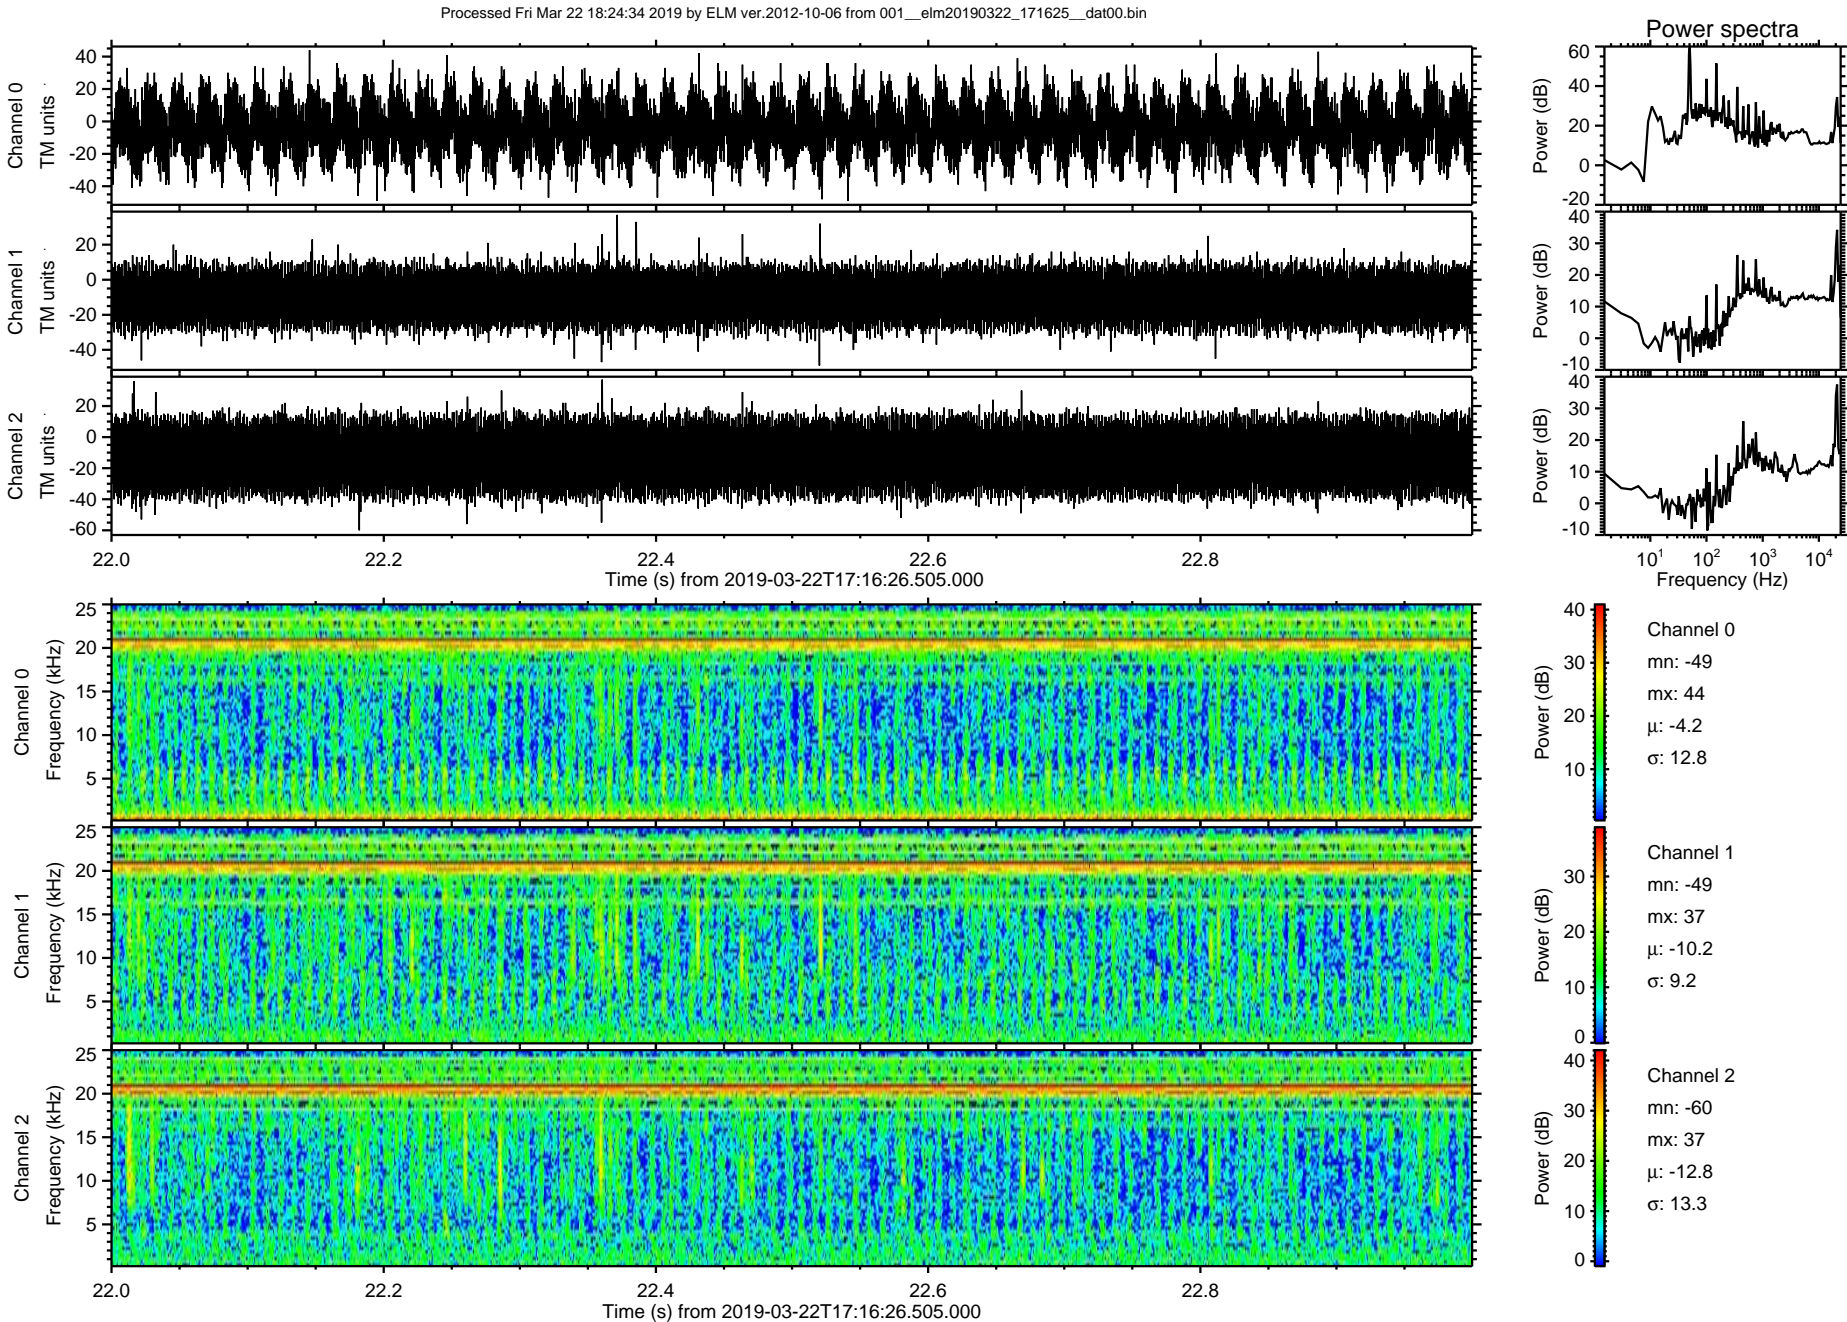 Processed Fri Mar 22 18:24:34 2019 by ELM ver.2012-10-06 from 001__elm20190322_171625__dat00.bin
Power spectra
Channel 0
TM units
40
20
0
-20
-40
Power (dB)
60
40
20
0
-20
Channel 1
TM units
20
0
-20
-40
Power (dB)
40
30
20
10
0
-10
Channel 2
TM units
20
0
-20
-40
-60
Power (dB)
40
30
20
10
0
-10
22.0 22.2 22.4 22.6 22.8
Time (s) from 2019-03-22T17:16:26.505.000
10^1 10^2 10^3 10^4
Frequency (Hz)
Channel 0
Frequency (kHz)
25
20
15
10
5
Power (dB)
40
30
20
10
Channel 0
mn: -49
mx: 44
μ: -4.2
σ: 12.8
Channel 1
Frequency (kHz)
25
20
15
10
5
Power (dB)
30
20
10
0
Channel 1
mn: -49
mx: 37
μ: -10.2
σ: 9.2
Channel 2
Frequency (kHz)
25
20
15
10
5
Power (dB)
40
30
20
10
0
Channel 2
mn: -60
mx: 37
μ: -12.8
σ: 13.3
22.0 22.2 22.4 22.6 22.8
Time (s) from 2019-03-22T17:16:26.505.000